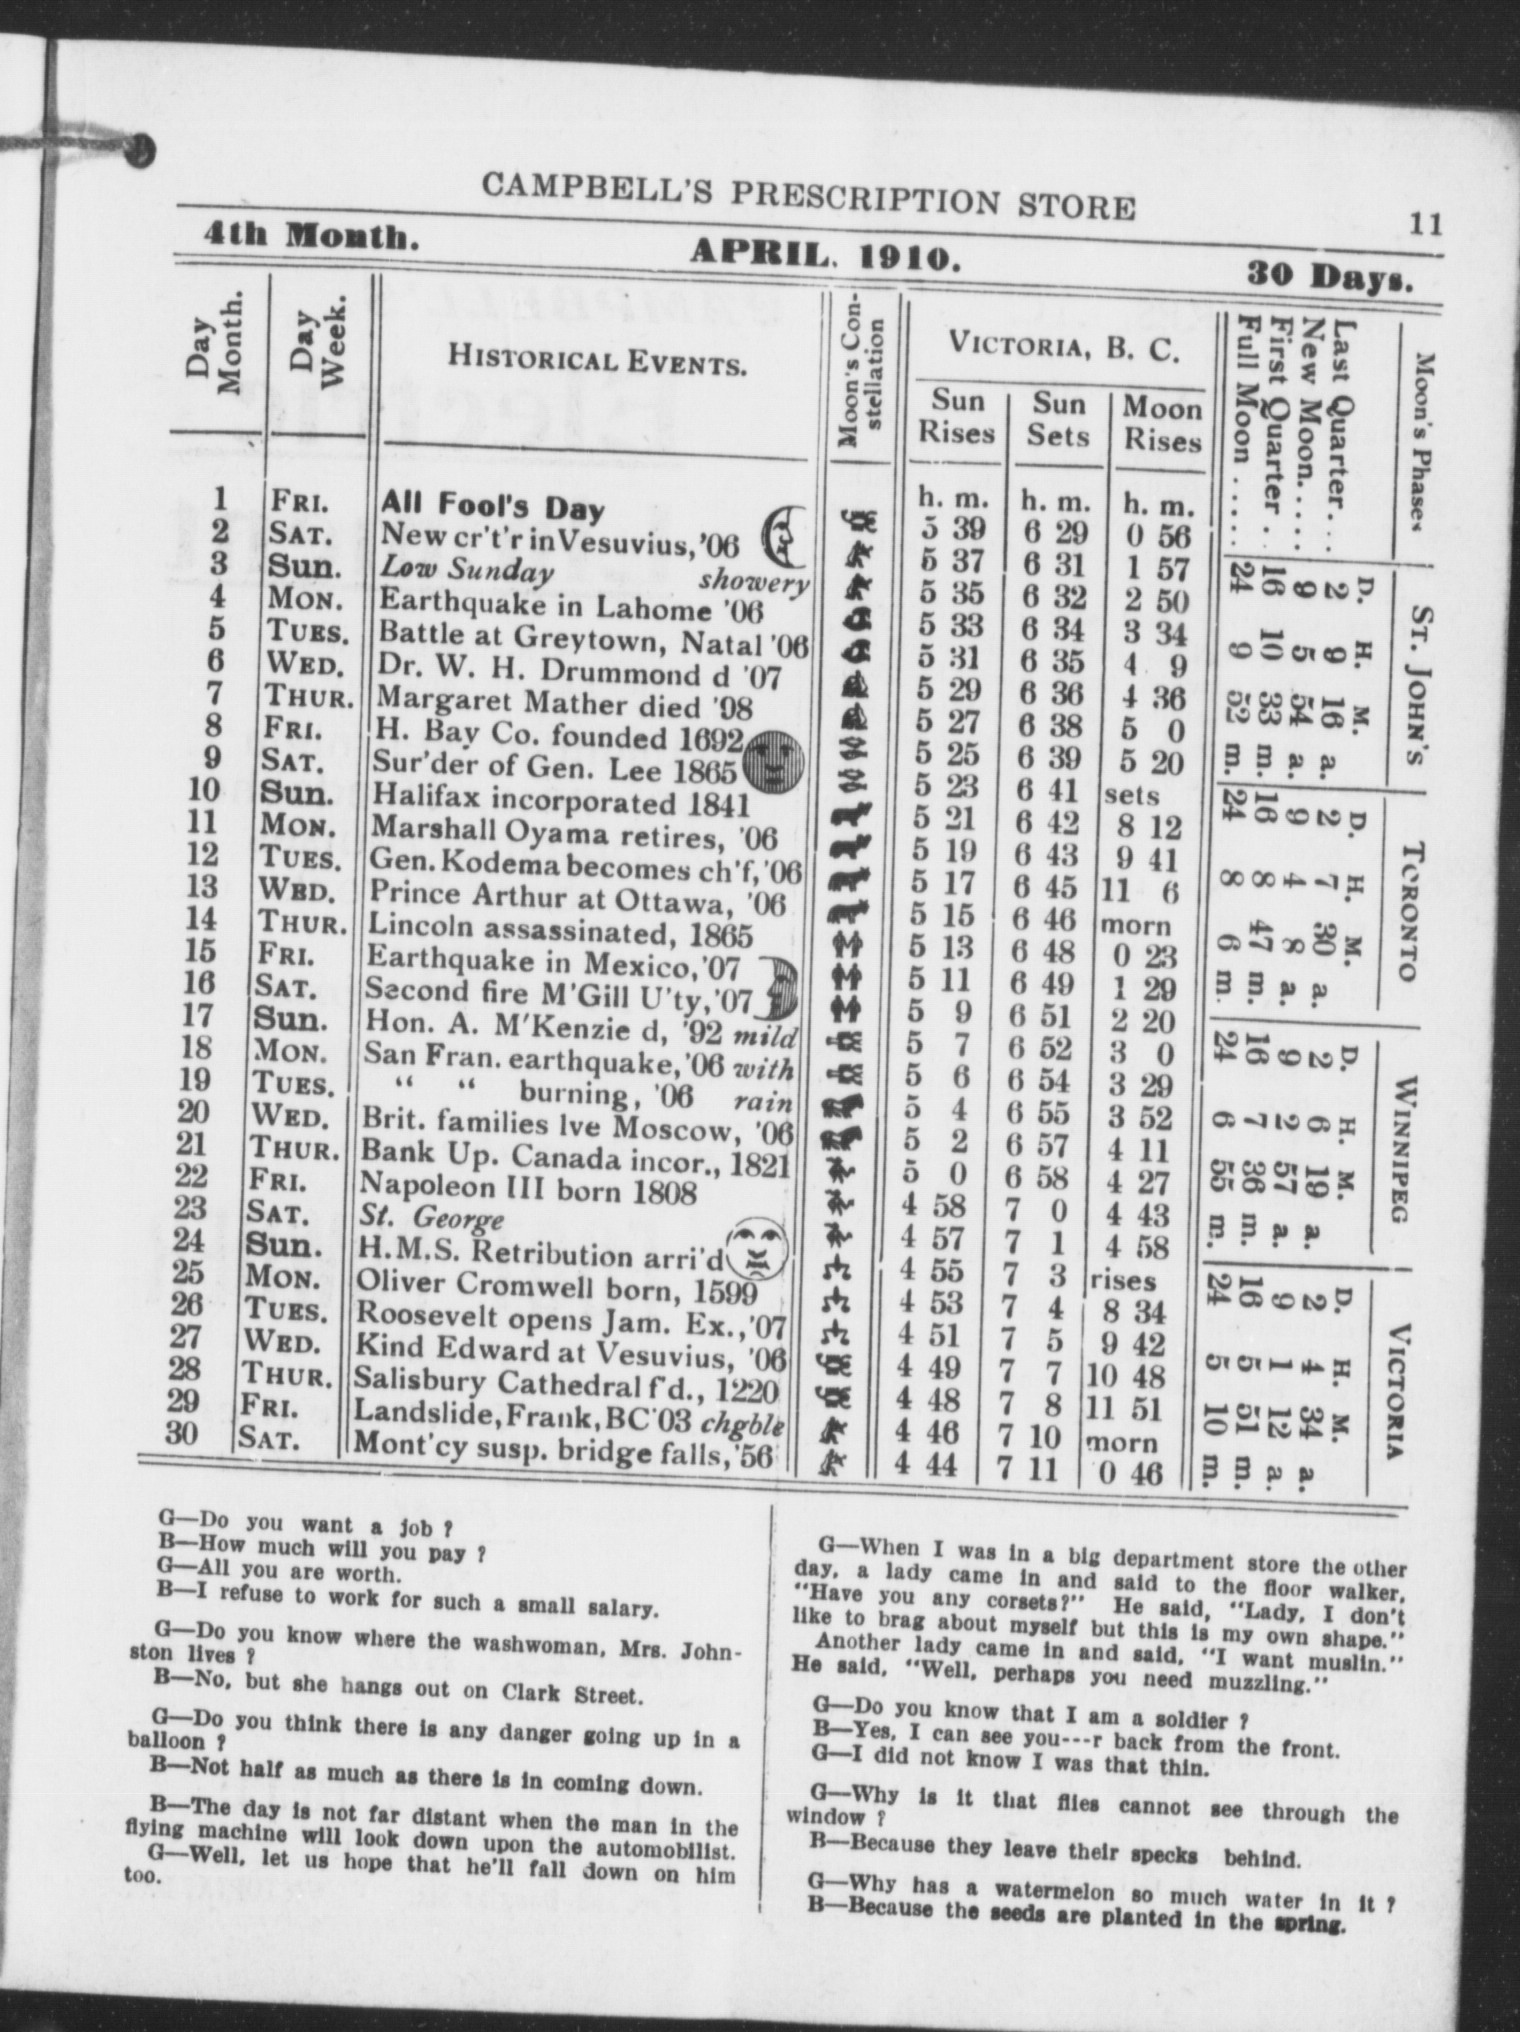 CAMPBELL'S PRESCRIPTION STORE
11
4th Month. APRIL. 1910. 30 Days.
Day Month. Day Week. HISTORICAL EVENTS. Moon's Constellation VICTORIA, B. C.
Sun Rises Sun Sets Moon Rises
h. m. h. m. h. m.
1 FRI. All Fool's Day 5 39 6 29 0 56
2 SAT. New cr't'r in Vesuvius, '06 5 37 6 31 1 57
3 Sun. Low Sunday showery 5 35 6 32 2 50
4 MON. Earthquake in Lahome '06 5 33 6 34 3 34
5 TUES. Battle at Greytown, Natal '06 5 31 6 35 4 9
6 WED. Dr. W. H. Drummond d '07 5 29 6 36 4 36
7 THUR. Margaret Mather died '98 5 27 6 38 5 0
8 FRI. H. Bay Co. founded 1692 5 25 6 39 5 20
9 SAT. Sur'der of Gen. Lee 1865 5 23 6 41 sets
10 Sun. Halifax incorporated 1841 5 21 6 42 8 12
11 MON. Marshall Oyama retires, '06 5 19 6 43 9 41
12 TUES. Gen. Kodema becomes ch'f, '06 5 17 6 45 11 6
13 WED. Prince Arthur at Ottawa, '06 5 15 6 46 morn
14 THUR. Lincoln assassinated, 1865 5 13 6 48 0 23
15 FRI. Earthquake in Mexico, '07 5 11 6 49 1 29
16 SAT. Second fire M'Gill U'ty, '07 5 9 6 51 2 20
17 Sun. Hon. A. M'Kenzie d, '92 mild 5 7 6 52 3 0
18 MON. San Fran. earthquake, '06 with 5 6 6 54 3 29
19 TUES. " " burning, '06 rain 5 4 6 55 3 52
20 WED. Brit. families lve Moscow, '06 5 2 6 57 4 11
21 THUR. Bank Up. Canada incor., 1821 5 0 6 58 4 27
22 FRI. Napoleon III born 1808 4 58 7 0 4 43
23 SAT. St. George 4 57 7 1 4 58
24 Sun. H.M.S. Retribution arri'd 4 55 7 3 rises
25 MON. Oliver Cromwell born, 1599 4 53 7 4 8 34
26 TUES. Roosevelt opens Jam. Ex., '07 4 51 7 5 9 42
27 WED. Kind Edward at Vesuvius, '06 4 49 7 7 10 48
28 THUR. Salisbury Cathedral f'd., 1220 4 48 7 8 11 51
29 FRI. Landslide, Frank, BC '03 chgble 4 46 7 10 morn
30 SAT. Mont'cy susp. bridge falls, '56 4 44 7 11 0 46
Moon's Phases ST. JOHN'S TORONTO WINNIPEG VICTORIA
D. H. M. D. H. M. D. H. M. D. H. M.
Last Quarter... 2 9 16 a. 2 7 30 a. 2 6 19 a. 2 4 34 a.
New Moon..... 9 5 54 a. 9 4 8 a. 9 2 57 a. 9 1 12 a.
First Quarter .. 16 10 33 m. 16 8 47 m. 16 7 36 m. 16 5 51 m.
Full Moon ..... 24 9 52 m. 24 8 6 m. 24 6 55 m. 24 5 10 m.
G—Do you want a job ?
B—How much will you pay ?
G—All you are worth.
B—I refuse to work for such a small salary.
G—Do you know where the washwoman, Mrs. John-
ston lives ?
B—No, but she hangs out on Clark Street.
G—Do you think there is any danger going up in a
balloon ?
B—Not half as much as there is in coming down.
B—The day is not far distant when the man in the
flying machine will look down upon the automobilist.
G—Well, let us hope that he'll fall down on him
too.
G—When I was in a big department store the other
day, a lady came in and said to the floor walker,
"Have you any corsets?" He said, "Lady, I don't
like to brag about myself but this is my own shape."
Another lady came in and said, "I want muslin."
He said, "Well, perhaps you need muzzling."
G—Do you know that I am a soldier ?
B—Yes, I can see you---r back from the front.
G—I did not know I was that thin.
G—Why is it that flies cannot see through the
window ?
B—Because they leave their specks behind.
G—Why has a watermelon so much water in it ?
B—Because the seeds are planted in the spring.